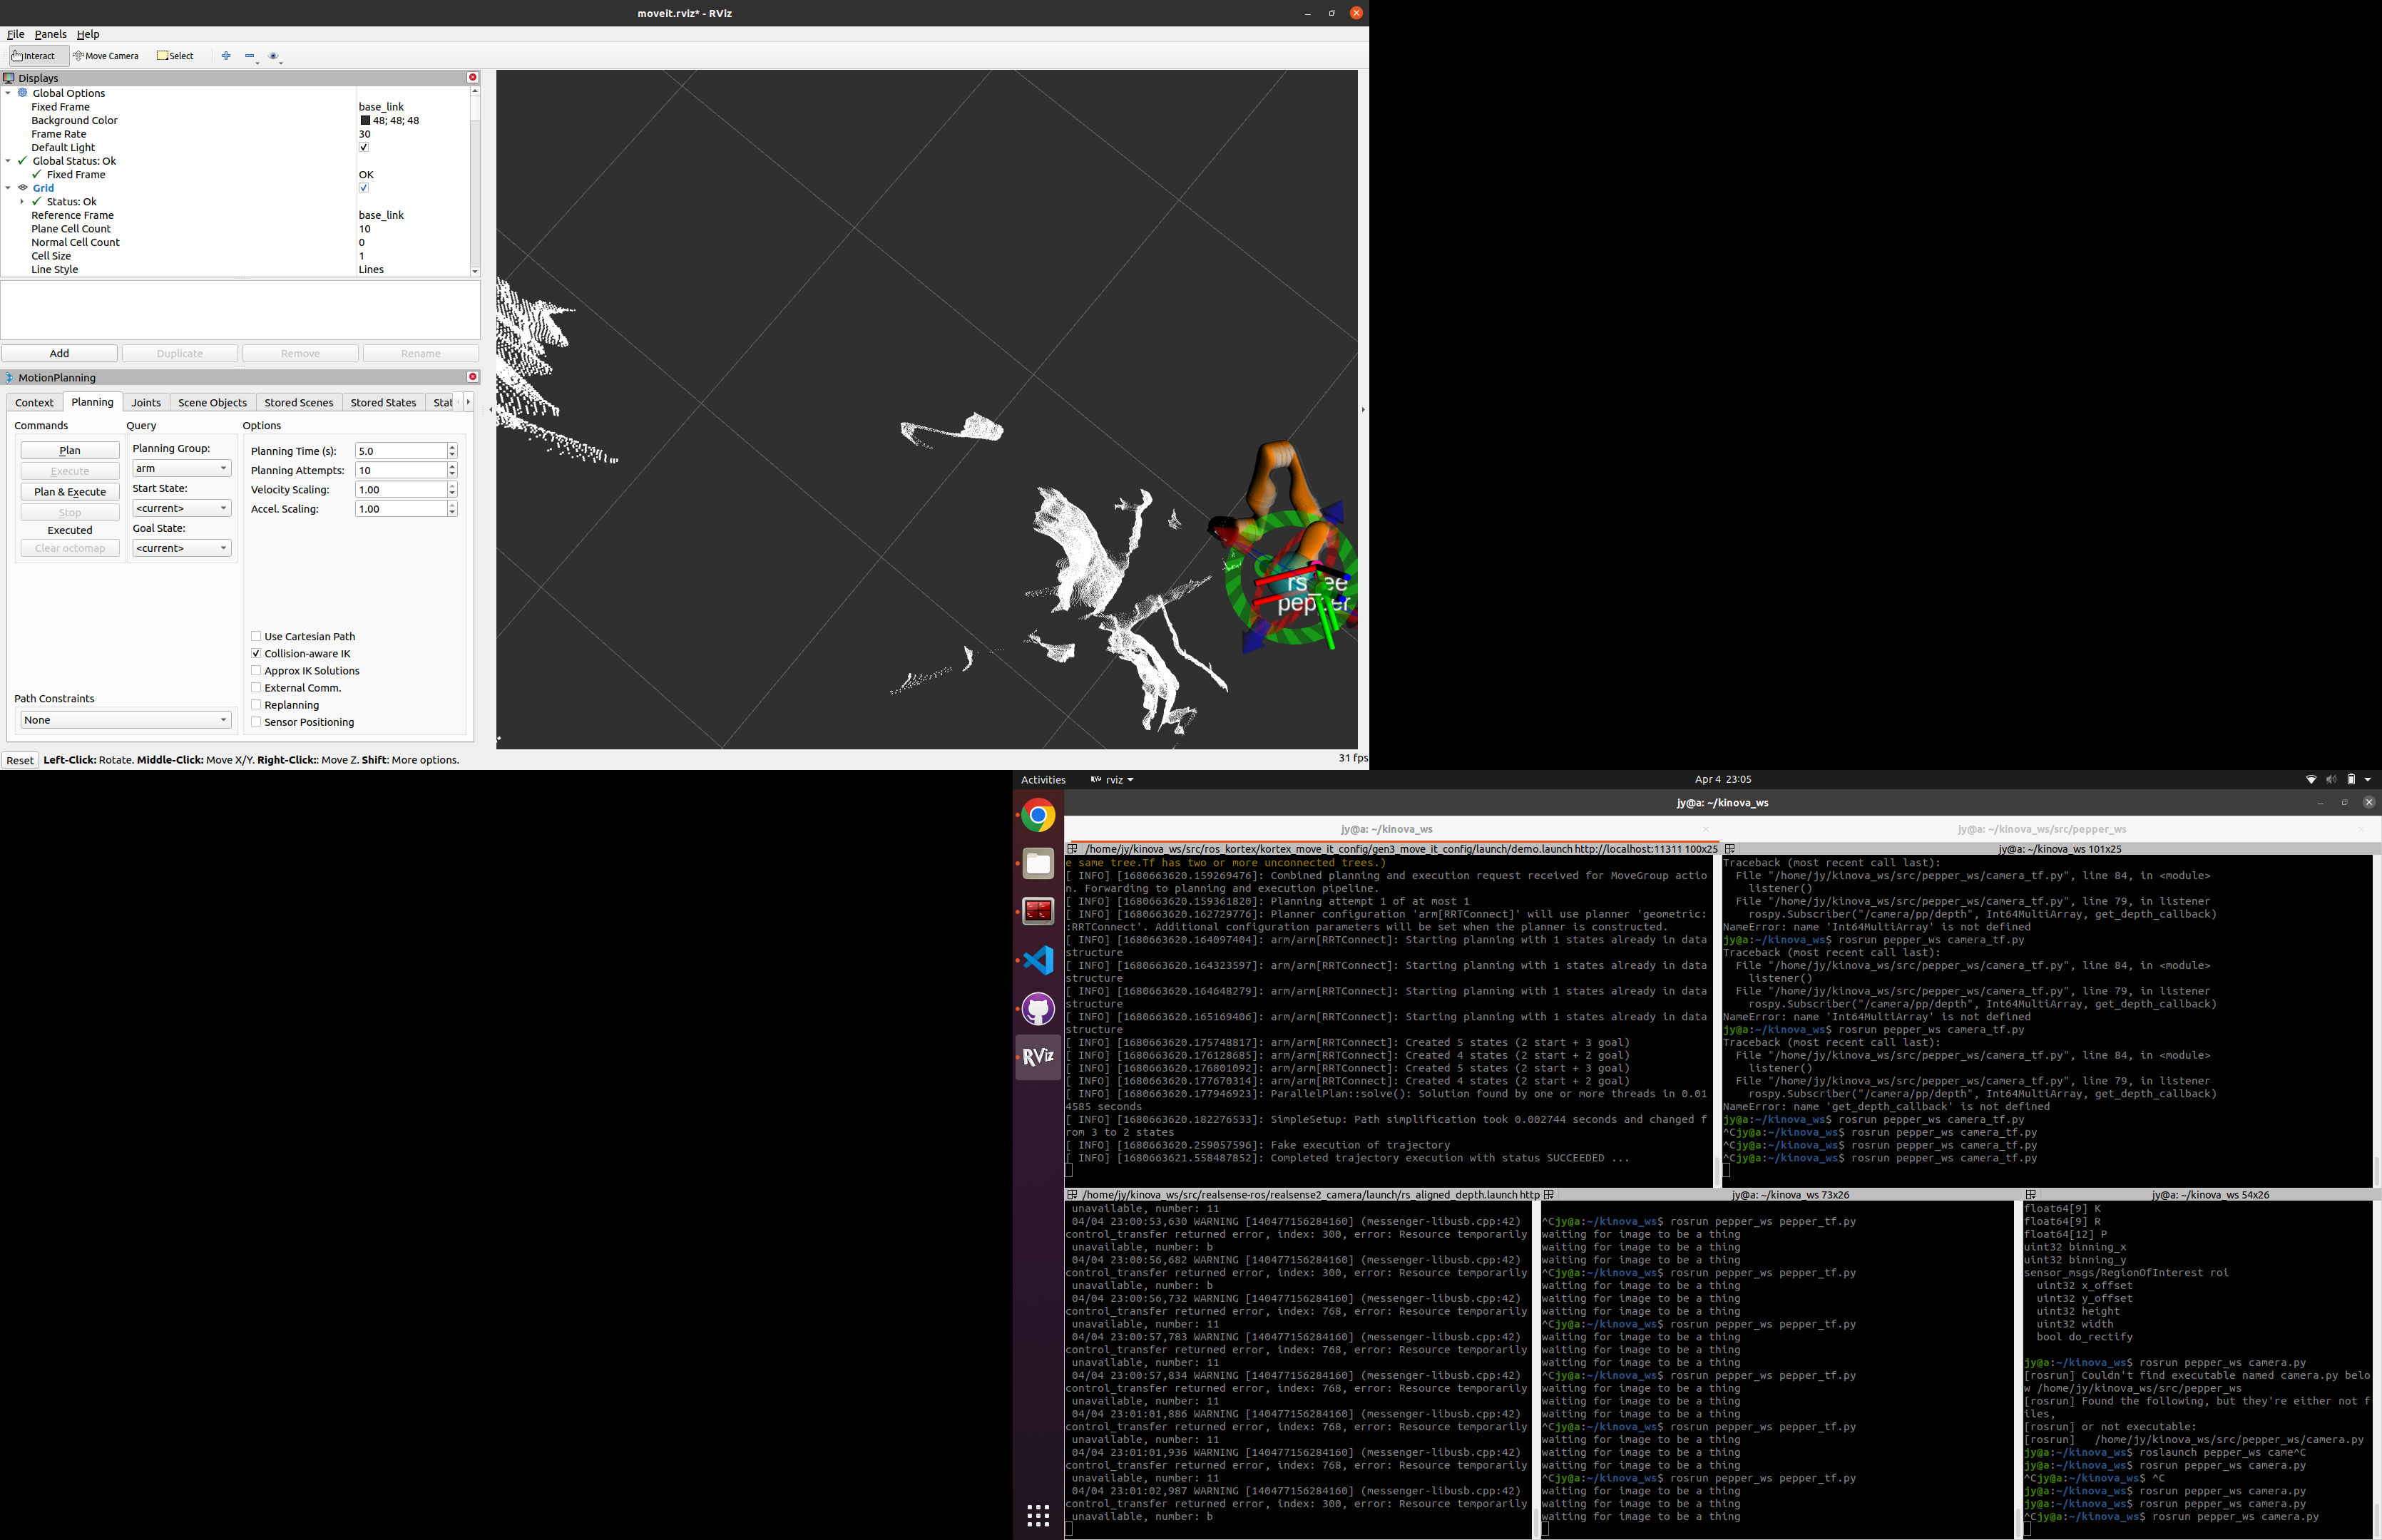 moveit.rviz* - RViz
File Panels Help
Interact Move Camera Select
Displays
Global Options
Fixed Frame base_link
Background Color 48; 48; 48
Frame Rate 30
Default Light
Global Status: Ok
Fixed Frame OK
Grid
Status: Ok
Reference Frame base_link
Plane Cell Count 10
Normal Cell Count 0
Cell Size 1
Line Style Lines
Add Duplicate Remove Rename
MotionPlanning
Context Planning Joints Scene Objects Stored Scenes Stored States Stat
Commands Query Options
Plan
Execute
Plan & Execute
Stop
Executed
Clear octomap
Planning Group:
arm
Start State:
<current>
Goal State:
<current>
Planning Time (s): 5.0
Planning Attempts: 10
Velocity Scaling: 1.00
Accel. Scaling: 1.00
Use Cartesian Path
Collision-aware IK
Approx IK Solutions
External Comm.
Replanning
Sensor Positioning
Path Constraints
None
Reset Left-Click: Rotate. Middle-Click: Move X/Y. Right-Click:: Move Z. Shift: More options.
31 fps
pepper
Activities RViz rviz Apr 4 23:05
jy@a: ~/kinova_ws
jy@a: ~/kinova_ws jy@a: ~/kinova_ws/src/pepper_ws
RViz
/home/jy/kinova_ws/src/ros_kortex/kortex_move_it_config/gen3_move_it_config/launch/demo.launch http://localhost:11311 100x25
e same tree.Tf has two or more unconnected trees.)
[ INFO] [1680663620.159269476]: Combined planning and execution request received for MoveGroup actio
n. Forwarding to planning and execution pipeline.
[ INFO] [1680663620.159361820]: Planning attempt 1 of at most 1
[ INFO] [1680663620.162729776]: Planner configuration 'arm[RRTConnect]' will use planner 'geometric:
:RRTConnect'. Additional configuration parameters will be set when the planner is constructed.
[ INFO] [1680663620.164097404]: arm/arm[RRTConnect]: Starting planning with 1 states already in data
structure
[ INFO] [1680663620.164323597]: arm/arm[RRTConnect]: Starting planning with 1 states already in data
structure
[ INFO] [1680663620.164648279]: arm/arm[RRTConnect]: Starting planning with 1 states already in data
structure
[ INFO] [1680663620.165169406]: arm/arm[RRTConnect]: Starting planning with 1 states already in data
structure
[ INFO] [1680663620.175748817]: arm/arm[RRTConnect]: Created 5 states (2 start + 3 goal)
[ INFO] [1680663620.176128685]: arm/arm[RRTConnect]: Created 4 states (2 start + 2 goal)
[ INFO] [1680663620.176801092]: arm/arm[RRTConnect]: Created 5 states (2 start + 3 goal)
[ INFO] [1680663620.177670314]: arm/arm[RRTConnect]: Created 4 states (2 start + 2 goal)
[ INFO] [1680663620.177946923]: ParallelPlan::solve(): Solution found by one or more threads in 0.01
4585 seconds
[ INFO] [1680663620.182276533]: SimpleSetup: Path simplification took 0.002744 seconds and changed f
rom 3 to 2 states
[ INFO] [1680663620.259057596]: Fake execution of trajectory
[ INFO] [1680663621.558487852]: Completed trajectory execution with status SUCCEEDED ...
jy@a: ~/kinova_ws 101x25
Traceback (most recent call last):
File "/home/jy/kinova_ws/src/pepper_ws/camera_tf.py", line 84, in <module>
listener()
File "/home/jy/kinova_ws/src/pepper_ws/camera_tf.py", line 79, in listener
rospy.Subscriber("/camera/pp/depth", Int64MultiArray, get_depth_callback)
NameError: name 'Int64MultiArray' is not defined
jy@a:~/kinova_ws$ rosrun pepper_ws camera_tf.py
Traceback (most recent call last):
File "/home/jy/kinova_ws/src/pepper_ws/camera_tf.py", line 84, in <module>
listener()
File "/home/jy/kinova_ws/src/pepper_ws/camera_tf.py", line 79, in listener
rospy.Subscriber("/camera/pp/depth", Int64MultiArray, get_depth_callback)
NameError: name 'Int64MultiArray' is not defined
jy@a:~/kinova_ws$ rosrun pepper_ws camera_tf.py
Traceback (most recent call last):
File "/home/jy/kinova_ws/src/pepper_ws/camera_tf.py", line 84, in <module>
listener()
File "/home/jy/kinova_ws/src/pepper_ws/camera_tf.py", line 79, in listener
rospy.Subscriber("/camera/pp/depth", Int64MultiArray, get_depth_callback)
NameError: name 'get_depth_callback' is not defined
jy@a:~/kinova_ws$ rosrun pepper_ws camera_tf.py
^Cjy@a:~/kinova_ws$ rosrun pepper_ws camera_tf.py
^Cjy@a:~/kinova_ws$ rosrun pepper_ws camera_tf.py
^Cjy@a:~/kinova_ws$ rosrun pepper_ws camera_tf.py
/home/jy/kinova_ws/src/realsense-ros/realsense2_camera/launch/rs_aligned_depth.launch http
unavailable, number: 11
04/04 23:00:53,630 WARNING [140477156284160] (messenger-libusb.cpp:42)
control_transfer returned error, index: 300, error: Resource temporarily
unavailable, number: b
04/04 23:00:56,682 WARNING [140477156284160] (messenger-libusb.cpp:42)
control_transfer returned error, index: 300, error: Resource temporarily
unavailable, number: b
04/04 23:00:56,732 WARNING [140477156284160] (messenger-libusb.cpp:42)
control_transfer returned error, index: 768, error: Resource temporarily
unavailable, number: 11
04/04 23:00:57,783 WARNING [140477156284160] (messenger-libusb.cpp:42)
control_transfer returned error, index: 768, error: Resource temporarily
unavailable, number: 11
04/04 23:00:57,834 WARNING [140477156284160] (messenger-libusb.cpp:42)
control_transfer returned error, index: 768, error: Resource temporarily
unavailable, number: 11
04/04 23:01:01,886 WARNING [140477156284160] (messenger-libusb.cpp:42)
control_transfer returned error, index: 768, error: Resource temporarily
unavailable, number: 11
04/04 23:01:01,936 WARNING [140477156284160] (messenger-libusb.cpp:42)
control_transfer returned error, index: 768, error: Resource temporarily
unavailable, number: 11
04/04 23:01:02,987 WARNING [140477156284160] (messenger-libusb.cpp:42)
control_transfer returned error, index: 300, error: Resource temporarily
unavailable, number: b
jy@a: ~/kinova_ws 73x26
^Cjy@a:~/kinova_ws$ rosrun pepper_ws pepper_tf.py
waiting for image to be a thing
waiting for image to be a thing
waiting for image to be a thing
^Cjy@a:~/kinova_ws$ rosrun pepper_ws pepper_tf.py
waiting for image to be a thing
waiting for image to be a thing
waiting for image to be a thing
^Cjy@a:~/kinova_ws$ rosrun pepper_ws pepper_tf.py
waiting for image to be a thing
waiting for image to be a thing
waiting for image to be a thing
^Cjy@a:~/kinova_ws$ rosrun pepper_ws pepper_tf.py
waiting for image to be a thing
waiting for image to be a thing
waiting for image to be a thing
^Cjy@a:~/kinova_ws$ rosrun pepper_ws pepper_tf.py
waiting for image to be a thing
waiting for image to be a thing
waiting for image to be a thing
^Cjy@a:~/kinova_ws$ rosrun pepper_ws pepper_tf.py
waiting for image to be a thing
waiting for image to be a thing
waiting for image to be a thing
jy@a: ~/kinova_ws 54x26
float64[9] K
float64[9] R
float64[12] P
uint32 binning_x
uint32 binning_y
sensor_msgs/RegionOfInterest roi
uint32 x_offset
uint32 y_offset
uint32 height
uint32 width
bool do_rectify
jy@a:~/kinova_ws$ rosrun pepper_ws camera.py
[rosrun] Couldn't find executable named camera.py belo
w /home/jy/kinova_ws/src/pepper_ws
[rosrun] Found the following, but they're either not f
iles,
[rosrun] or not executable:
[rosrun] /home/jy/kinova_ws/src/pepper_ws/camera.py
jy@a:~/kinova_ws$ roslaunch pepper_ws came^C
jy@a:~/kinova_ws$ rosrun pepper_ws camera.py
^Cjy@a:~/kinova_ws$ ^C
jy@a:~/kinova_ws$ rosrun pepper_ws camera.py
jy@a:~/kinova_ws$ rosrun pepper_ws camera.py
^Cjy@a:~/kinova_ws$ rosrun pepper_ws camera.py